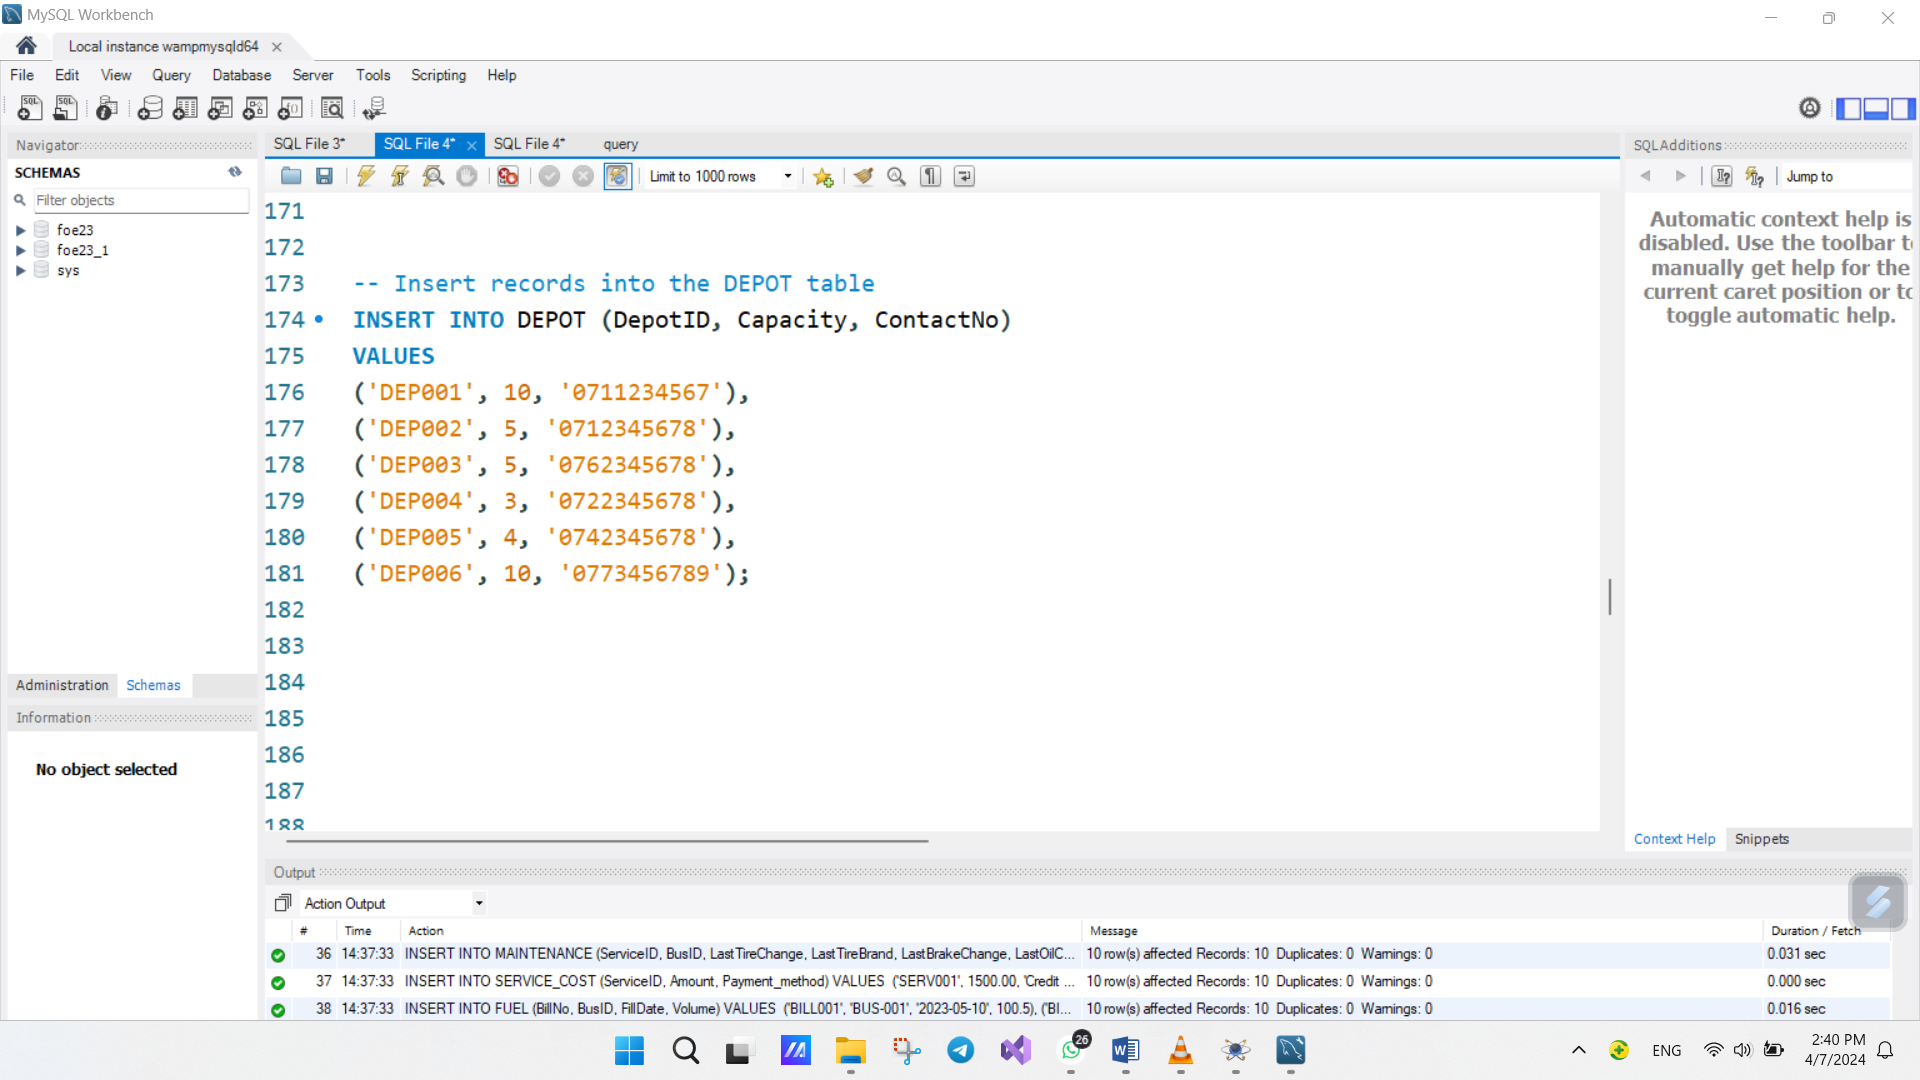 MySQL Workbench
Local instance wampmysqld64
File Edit View Query Database Server Tools Scripting Help
Navigator
SCHEMAS
Filter objects
foe23
foe23_1
sys
Administration Schemas
Information
No object selected
SQL File 3* SQL File 4* SQL File 4* query
Limit to 1000 rows
171
172
173 -- Insert records into the DEPOT table
174 INSERT INTO DEPOT (DepotID, Capacity, ContactNo)
175 VALUES
176 ('DEP001', 10, '0711234567'),
177 ('DEP002', 5, '0712345678'),
178 ('DEP003', 5, '0762345678'),
179 ('DEP004', 3, '0722345678'),
180 ('DEP005', 4, '0742345678'),
181 ('DEP006', 10, '0773456789');
182
183
184
185
186
187
188
SQLAdditions
Jump to
Automatic context help is
disabled. Use the toolbar to
manually get help for the
current caret position or to
toggle automatic help.
Context Help Snippets
Output
Action Output
# Time Action Message Duration / Fetch
36 14:37:33 INSERT INTO MAINTENANCE (ServiceID, BusID, LastTireChange, LastTireBrand, LastBrakeChange, LastOilC... 10 row(s) affected Records: 10 Duplicates: 0 Warnings: 0 0.031 sec
37 14:37:33 INSERT INTO SERVICE_COST (ServiceID, Amount, Payment_method) VALUES ('SERV001', 1500.00, 'Credit ... 10 row(s) affected Records: 10 Duplicates: 0 Warnings: 0 0.000 sec
38 14:37:33 INSERT INTO FUEL (BillNo, BusID, FillDate, Volume) VALUES ('BILL001', 'BUS-001', '2023-05-10', 100.5), ('BI... 10 row(s) affected Records: 10 Duplicates: 0 Warnings: 0 0.016 sec
26
ENG
2:40 PM
4/7/2024